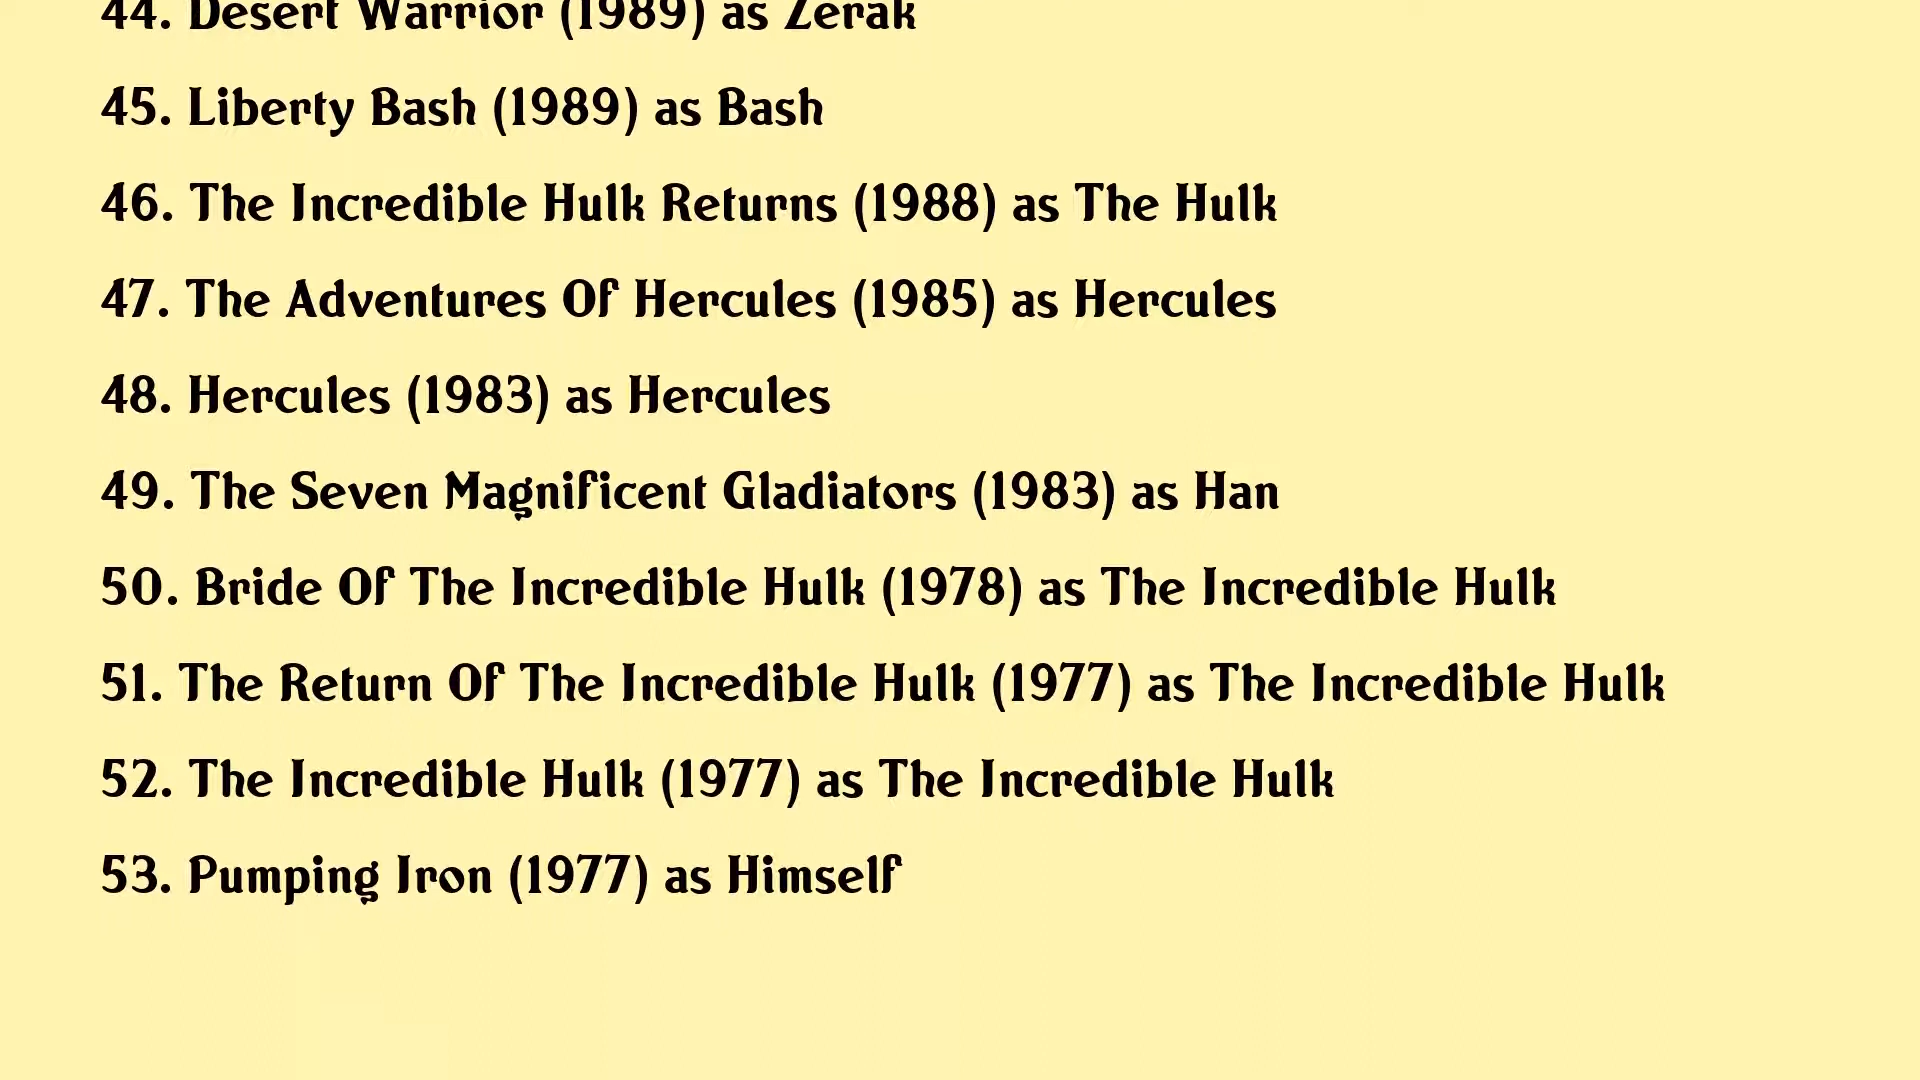 44. Desert Warrior (1989) as Zerak
45. Liberty Bash (1989) as Bash
46. The Incredible Hulk Returns (1988) as The Hulk
47. The Adventures Of Hercules (1985) as Hercules
48. Hercules (1983) as Hercules
49. The Seven Magnificent Gladiators (1983) as Han
50. Bride Of The Incredible Hulk (1978) as The Incredible Hulk
51. The Return Of The Incredible Hulk (1977) as The Incredible Hulk
52. The Incredible Hulk (1977) as The Incredible Hulk
53. Pumping Iron (1977) as Himself